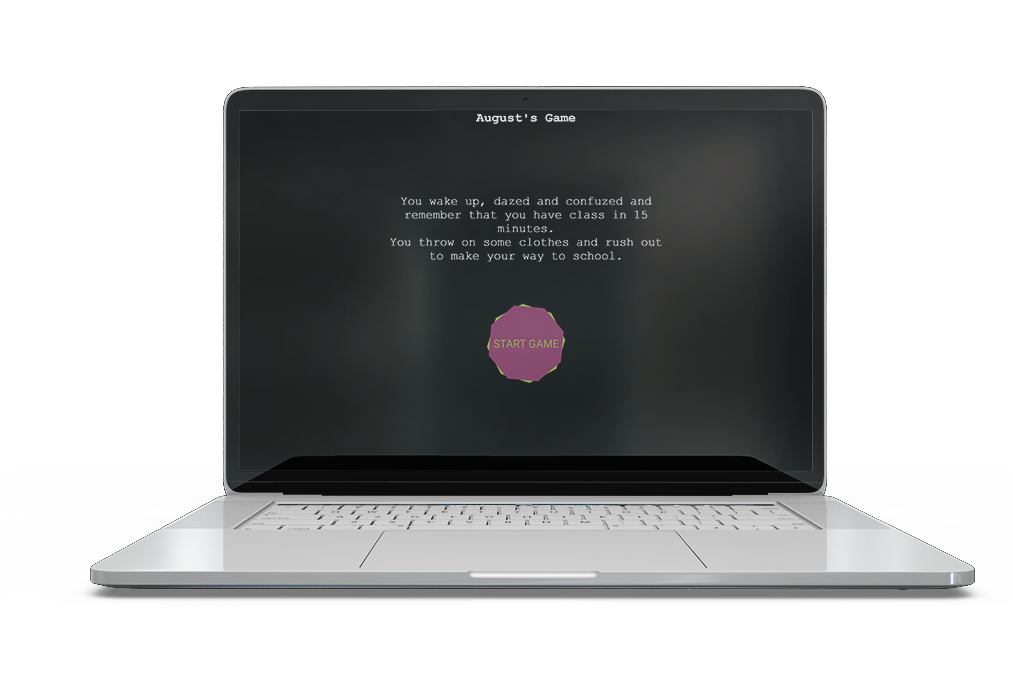 August's Game
You wake up, dazed and confuzed and
remember that you have class in 15
minutes.
You throw on some clothes and rush out
to make your way to school.
START GAME